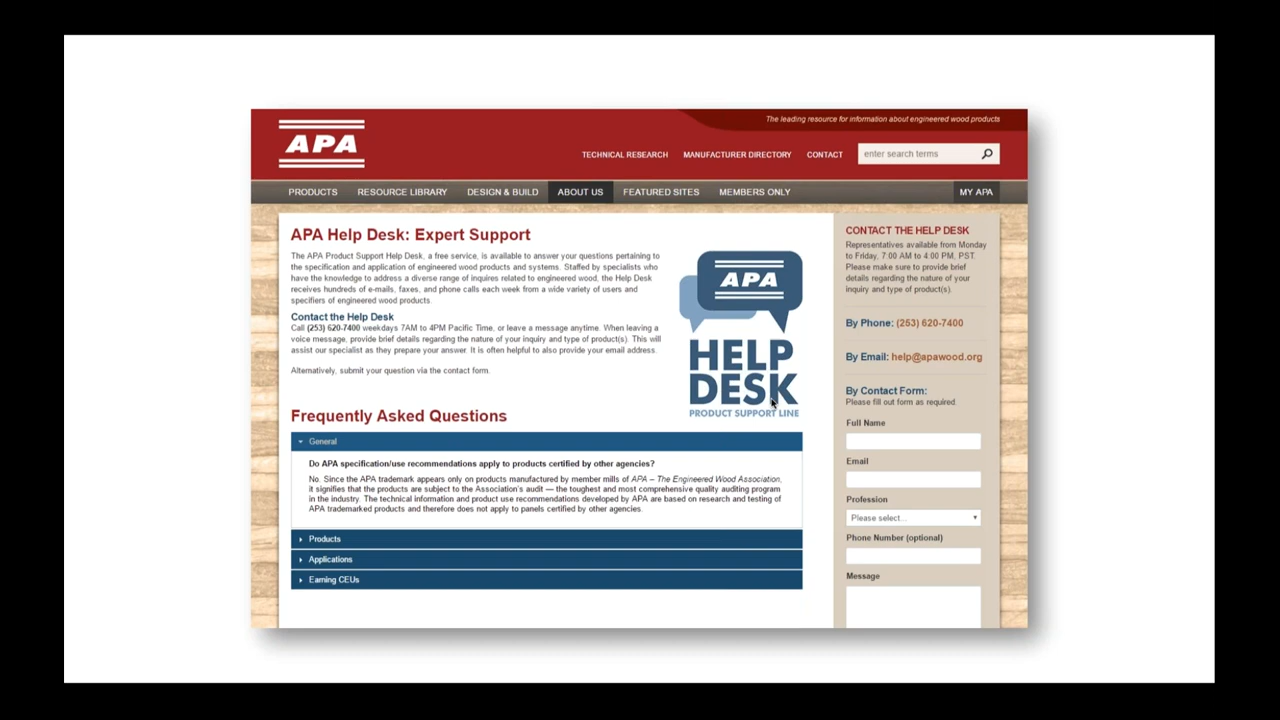 The leading resource for information about engineered wood products
APA
TECHNICAL RESEARCH MANUFACTURER DIRECTORY CONTACT enter search terms
PRODUCTS RESOURCE LIBRARY DESIGN & BUILD ABOUT US FEATURED SITES MEMBERS ONLY MY APA
APA Help Desk: Expert Support
The APA Product Support Help Desk, a free service, is available to answer your questions pertaining to
the specification and application of engineered wood products and systems. Staffed by specialists who
have the knowledge to address a diverse range of inquires related to engineered wood, the Help Desk
receives hundreds of e-mails, faxes, and phone calls each week from a wide variety of users and
specifiers of engineered wood products.
Contact the Help Desk
Call (253) 620-7400 weekdays 7AM to 4PM Pacific Time, or leave a message anytime. When leaving a
voice message, provide brief details regarding the nature of your inquiry and type of product(s). This will
assist our specialist as they prepare your answer. It is often helpful to also provide your email address.
Alternatively, submit your question via the contact form.
APA
HELP
DESK
PRODUCT SUPPORT LINE
Frequently Asked Questions
General
Do APA specification/use recommendations apply to products certified by other agencies?
No. Since the APA trademark appears only on products manufactured by member mills of APA – The Engineered Wood Association,
it signifies that the products are subject to the Association's audit — the toughest and most comprehensive quality auditing program
in the industry. The technical information and product use recommendations developed by APA are based on research and testing of
APA trademarked products and therefore does not apply to panels certified by other agencies.
Products
Applications
Earning CEUs
CONTACT THE HELP DESK
Representatives available from Monday
to Friday, 7:00 AM to 4:00 PM, PST.
Please make sure to provide brief
details regarding the nature of your
inquiry and type of product(s).
By Phone: (253) 620-7400
By Email: help@apawood.org
By Contact Form:
Please fill out form as required.
Full Name
Email
Profession
Please select...
Phone Number (optional)
Message